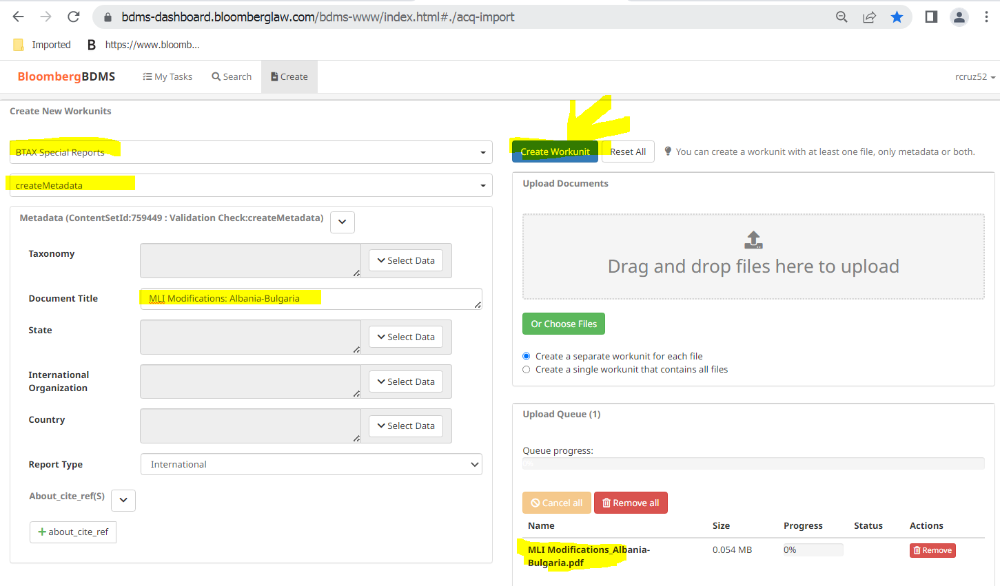 bdms-dashboard.bloomberglaw.com/bdms-www/index.html#./acq-import
Imported
B https://www.bloomb...
BloombergBDMS
My Tasks
Search
Create
rcruz52
Create New Workunits
BTAX Special Reports
createMetadata
Metadata (ContentSetId:759449 : Validation Check:createMetadata)
Taxonomy
Select Data
Document Title
MLI Modifications: Albania-Bulgaria
State
Select Data
International
Organization
Select Data
Country
Select Data
Report Type
International
About_cite_ref(S)
+ about_cite_ref
Create Workunit
Reset All
You can create a workunit with at least one file, only metadata or both.
Upload Documents
Drag and drop files here to upload
Or Choose Files
Create a separate workunit for each file
Create a single workunit that contains all files
Upload Queue (1)
Queue progress:
0%
Cancel all
Remove all
Name Size Progress Status Actions
MLI Modifications_Albania-
Bulgaria.pdf
0.054 MB
0%
Remove